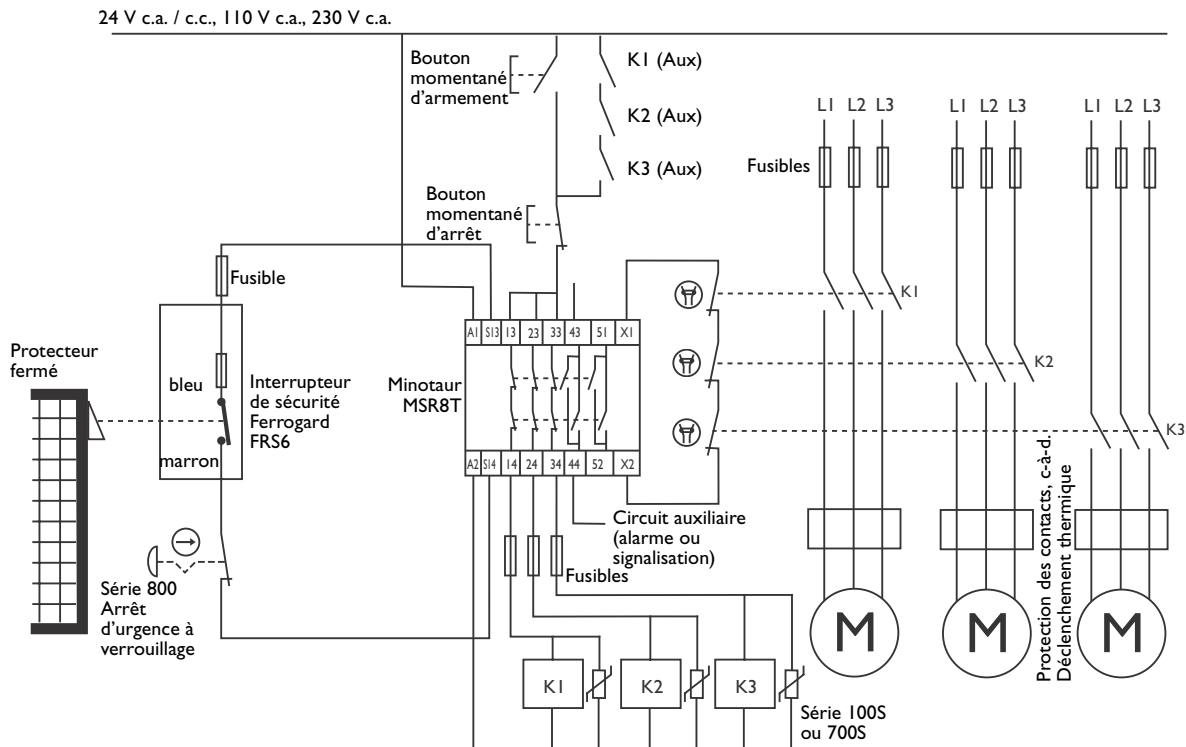 24 V c.a. / c.c., 110 V c.a., 230 V c.a.
Bouton
momentané
d'armement
K1 (Aux)
K2 (Aux)
K3 (Aux)
Bouton
momentané
d'arrêt
L1 L2 L3
L1 L2 L3
L1 L2 L3
Fusibles
Fusible
K1
K2
K3
Protecteur
fermé
bleu
marron
Interrupteur
de sécurité
Ferrogard
FRS6
Minotaur
MSR8T
A1 S13 13 23 33 43 51 X1
A2 S14 14 24 34 44 52 X2
Circuit auxiliaire
(alarme ou
signalisation)
Fusibles
Série 800
Arrêt
d'urgence à
verrouillage
K1
K2
K3
Série 100S
ou 700S
M
M
M
Protection des contacts, c-à-d.
Déclenchement thermique